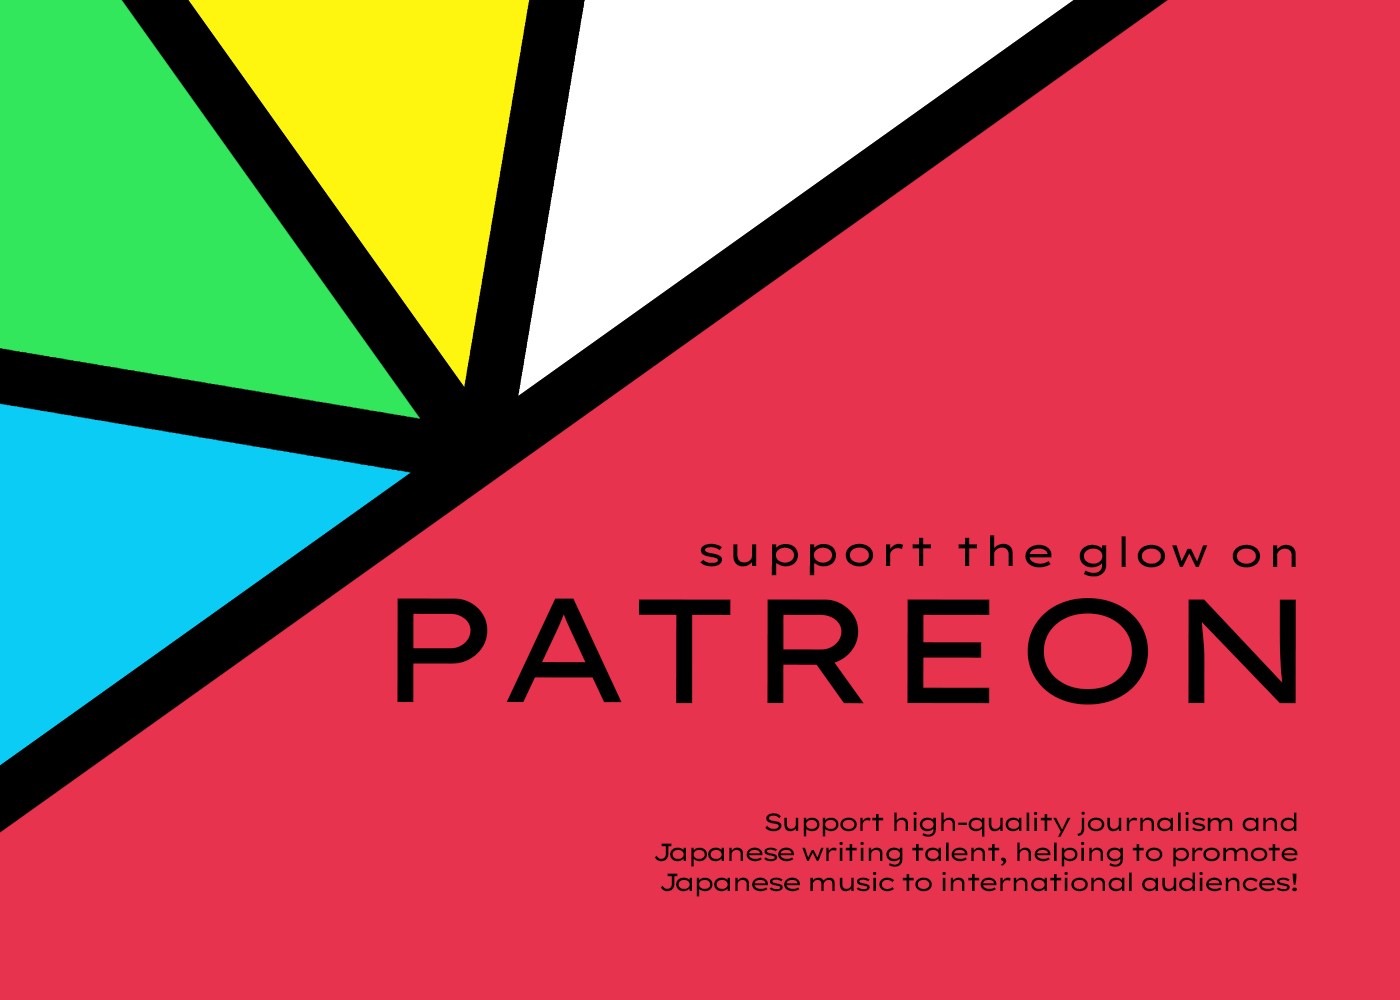 support the glow on
PATREON
Support high-quality journalism and
Japanese writing talent, helping to promote
Japanese music to international audiences!